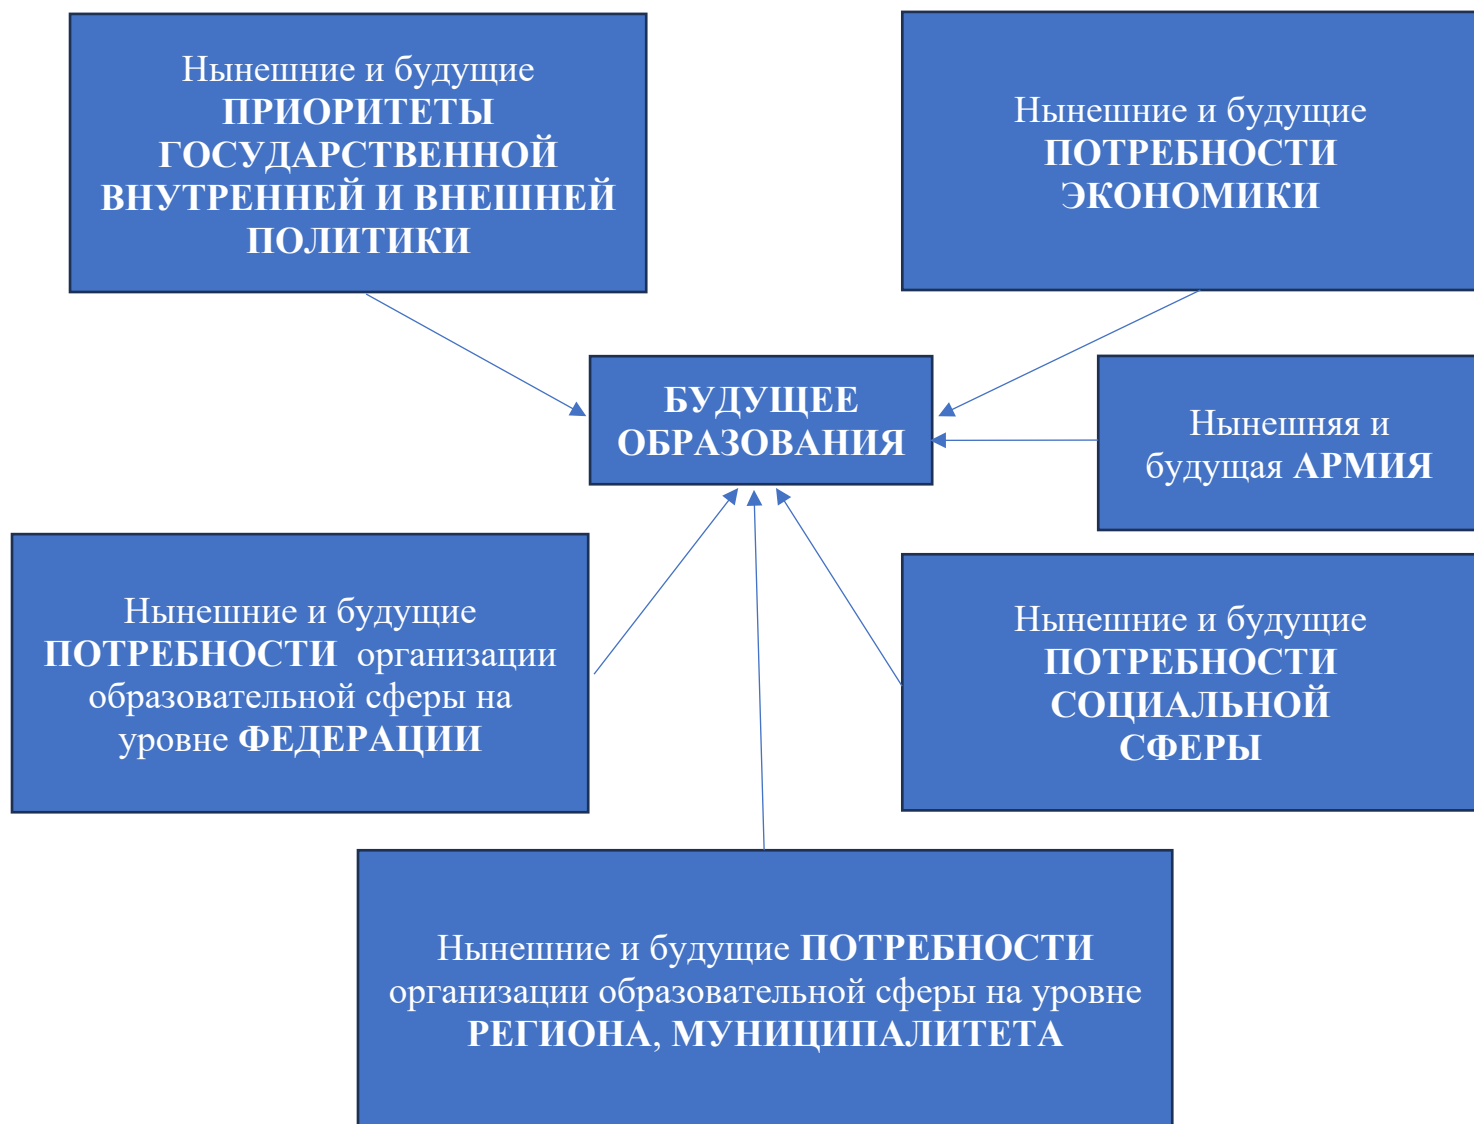 Нынешние и будущие
ПРИОРИТЕТЫ
ГОСУДАРСТВЕННОЙ
ВНУТРЕННЕЙ И ВНЕШНЕЙ
ПОЛИТИКИ
Нынешние и будущие
ПОТРЕБНОСТИ
ЭКОНОМИКИ
БУДУЩЕЕ
ОБРАЗОВАНИЯ
Нынешняя и
будущая АРМИЯ
Нынешние и будущие
ПОТРЕБНОСТИ организации
образовательной сферы на
уровне ФЕДЕРАЦИИ
Нынешние и будущие
ПОТРЕБНОСТИ
СОЦИАЛЬНОЙ
СФЕРЫ
Нынешние и будущие ПОТРЕБНОСТИ
организации образовательной сферы на уровне
РЕГИОНА, МУНИЦИПАЛИТЕТА